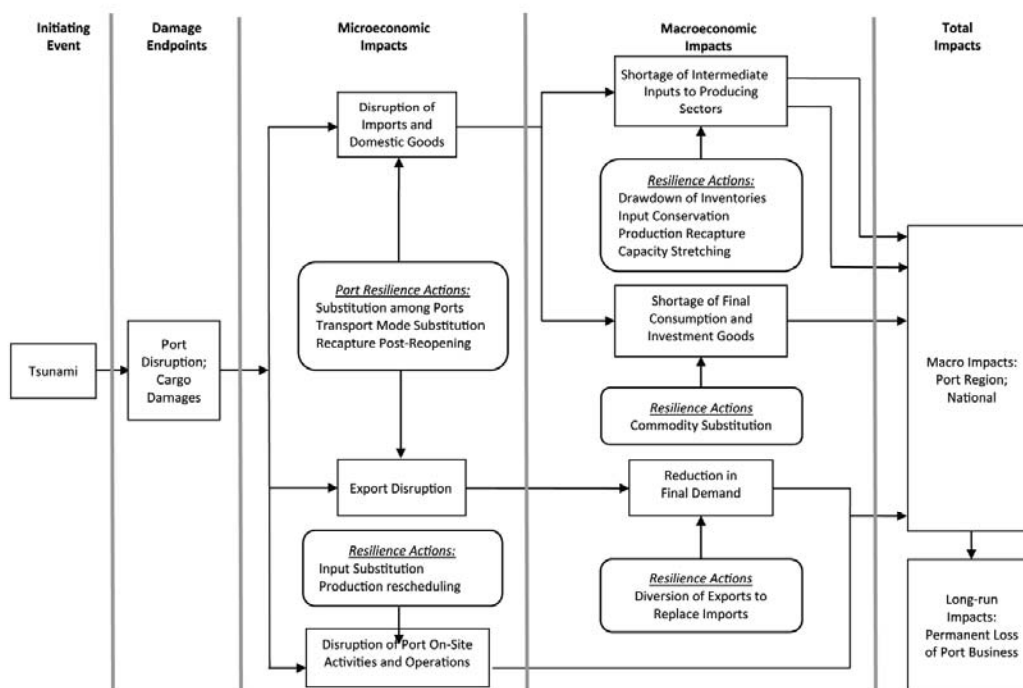 Initiating
Event
Damage
Endpoints
Microeconomic
Impacts
Macroeconomic
Impacts
Total
Impacts
Tsunami
Port
Disruption;
Cargo
Damages
Disruption of
Imports and
Domestic Goods
Port Resilience Actions:
Substitution among Ports
Transport Mode Substitution
Recapture Post-Reopening
Export Disruption
Resilience Actions:
Input Substitution
Production rescheduling
Disruption of Port On-Site
Activities and Operations
Shortage of Intermediate
Inputs to Producing
Sectors
Resilience Actions:
Drawdown of Inventories
Input Conservation
Production Recapture
Capacity Stretching
Shortage of Final
Consumption and
Investment Goods
Resilience Actions
Commodity Substitution
Reduction in
Final Demand
Resilience Actions
Diversion of Exports to
Replace Imports
Macro Impacts:
Port Region;
National
Long-run
Impacts:
Permanent Loss
of Port Business